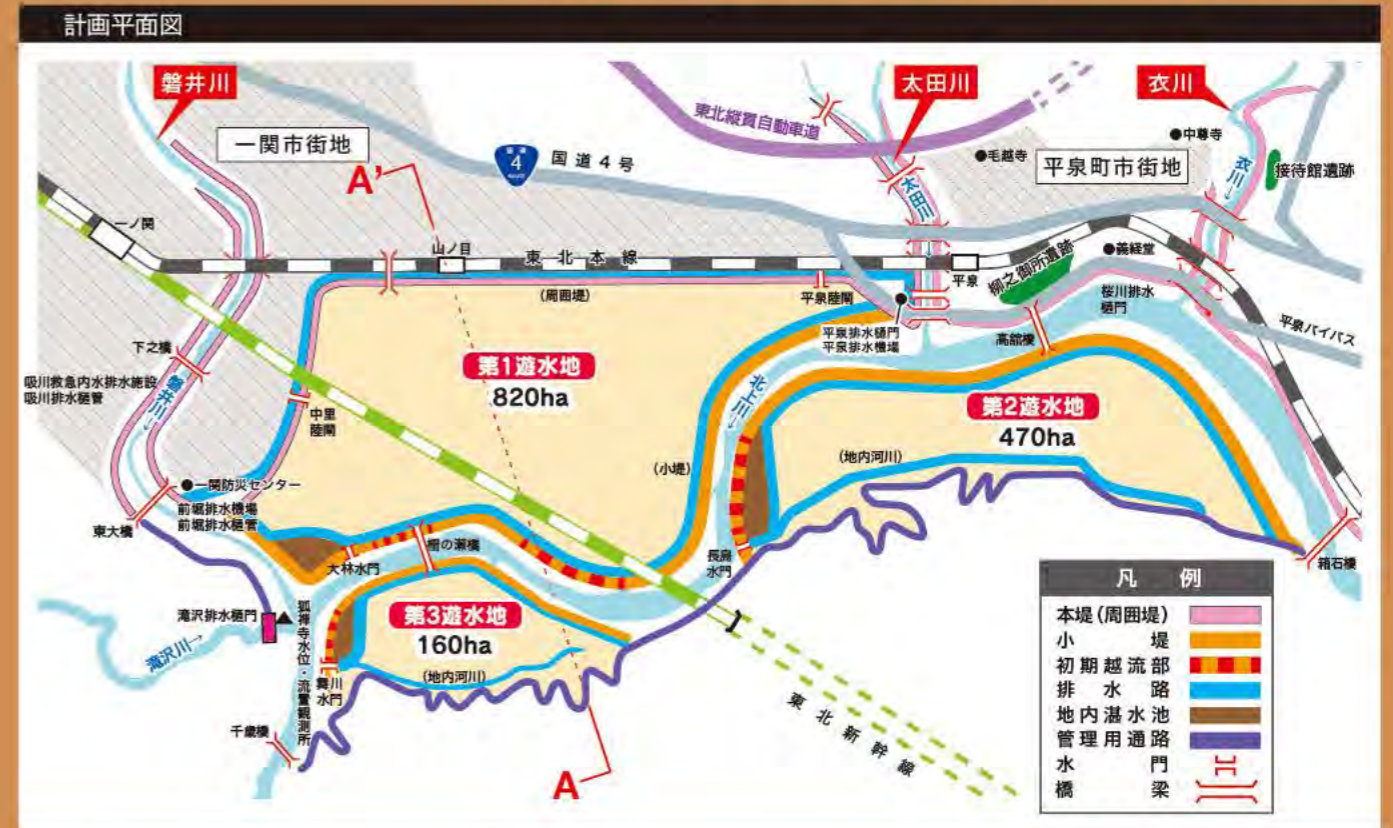 計画平面図
磐井川
太田川
衣川
一関市街地
国道
4
国道4号
東北縦貫自動車道
毛越寺
平泉町市街地
中尊寺
衣川→
接待館遺跡
太田川
A'
一ノ関
山ノ目
東北本線
平泉
柳之御所遺跡
義経堂
(周囲堤)
平泉陸閘
桜川排水
樋門
平泉バイパス
平泉排水樋門
平泉排水機場
高舘橋
下之橋
吸川救急内水排水施設
吸川排水樋管
磐井川→
第1遊水地
820ha
中里
陸閘
北上川→
第2遊水地
470ha
(小堤)
(地内河川)
一関防災センター
前堀排水機場
前堀排水樋管
東大橋
大林水門
柵の瀬橋
長島
水門
箱石橋
滝沢排水樋門
狐禅寺水位・流量観測所
第3遊水地
160ha
滝沢川→
舞川
水門
(地内河川)
千歳橋
東北新幹線
A
凡例
本堤(周囲堤)
小堤
初期越流部
排水路
地内湛水池
管理用通路
水門
橋梁